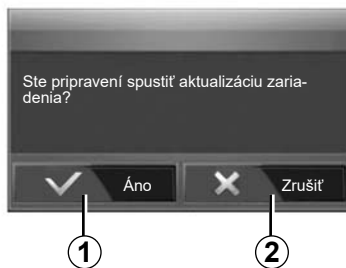 Ste pripravení spustiť aktualizáciu zaria-
denia?
Áno
Zrušiť
1
2